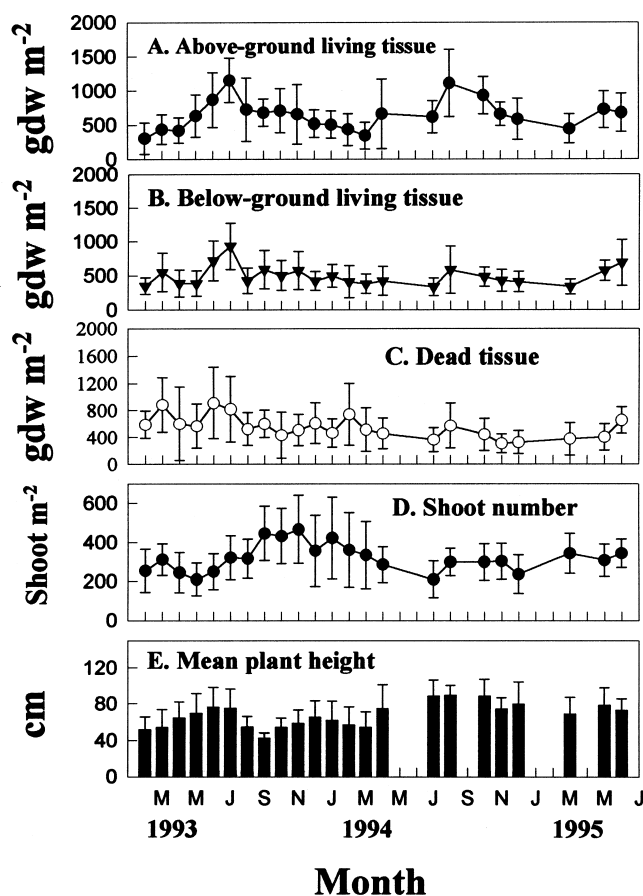 2000
A. Above-ground living tissue
1500
1000
500
0
gdw m-2
2000
B. Below-ground living tissue
1500
1000
500
0
gdw m-2
2000
C. Dead tissue
1600
1200
800
400
0
gdw m-2
600
D. Shoot number
400
200
0
Shoot m-2
E. Mean plant height
120
80
40
0
cm
M M J S N J M M J S N J M M J
1993 1994 1995
Month